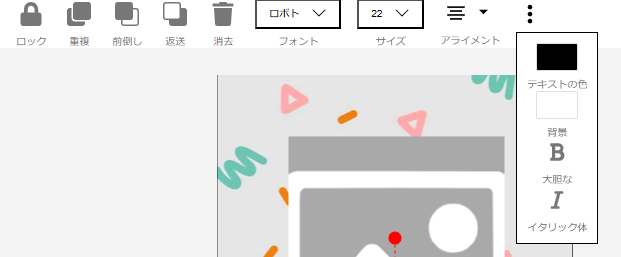 ロック
重複
前倒し
返送
消去
ロボト
フォント
22
サイズ
アライメント
テキストの色
背景
B
大胆な
I
イタリック体